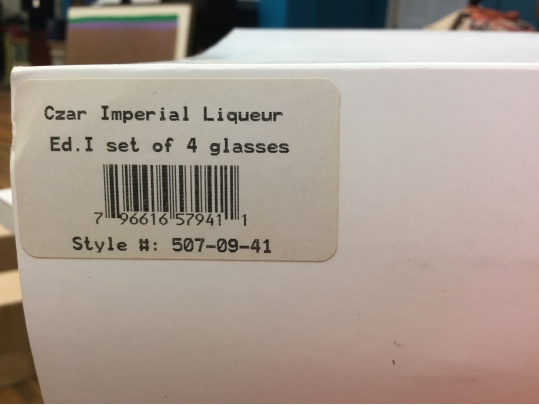 Czar Imperial Liqueur
Ed.I set of 4 glasses
7 96616 57941 1
Style #: 507-09-41